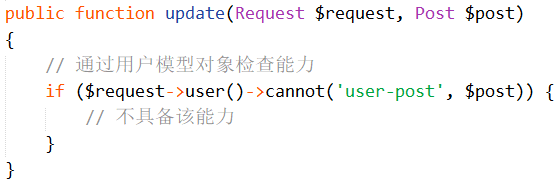 public function update(Request $request, Post $post)
{
    // 通过用户模型对象检查能力
    if ($request->user()->cannot('user-post', $post)) {
        // 不具备该能力
    }
}